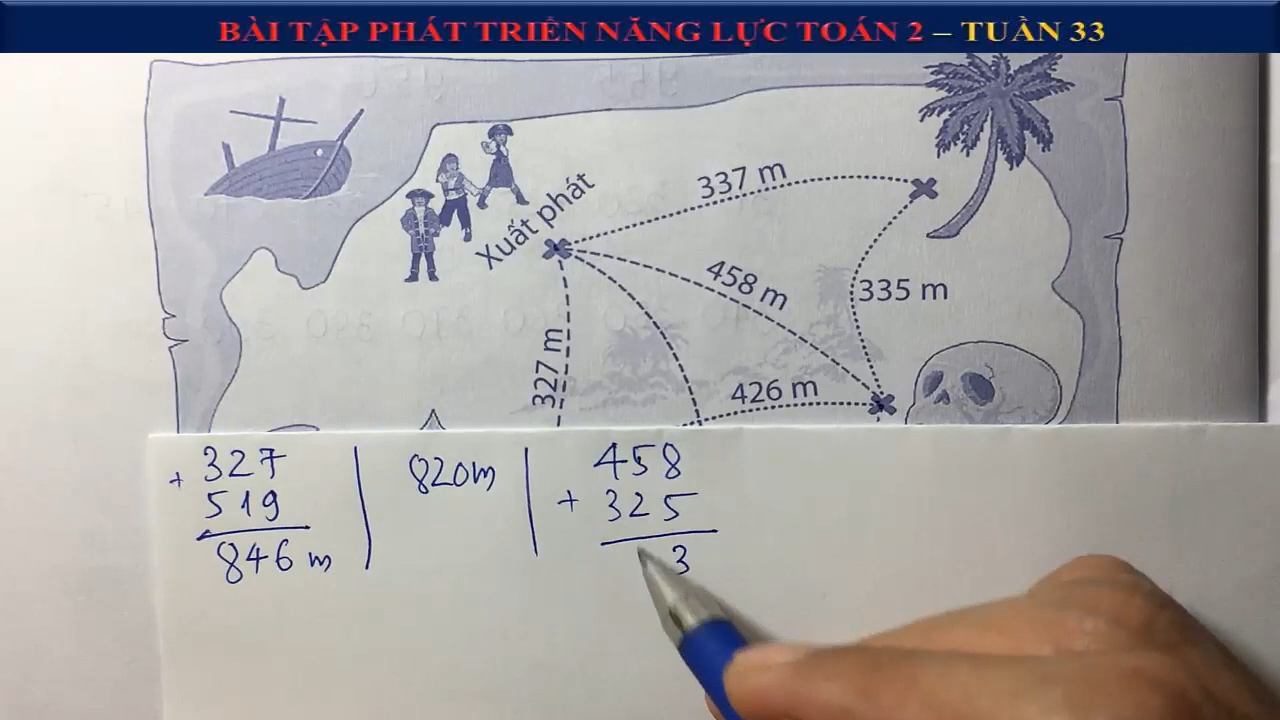 BÀI TẬP PHÁT TRIỂN NĂNG LỰC TOÁN 2 – TUẦN 33
Xuất phát
337 m
458 m
335 m
327 m
426 m
+ 327
519
846 m
820m
458
+ 325
3